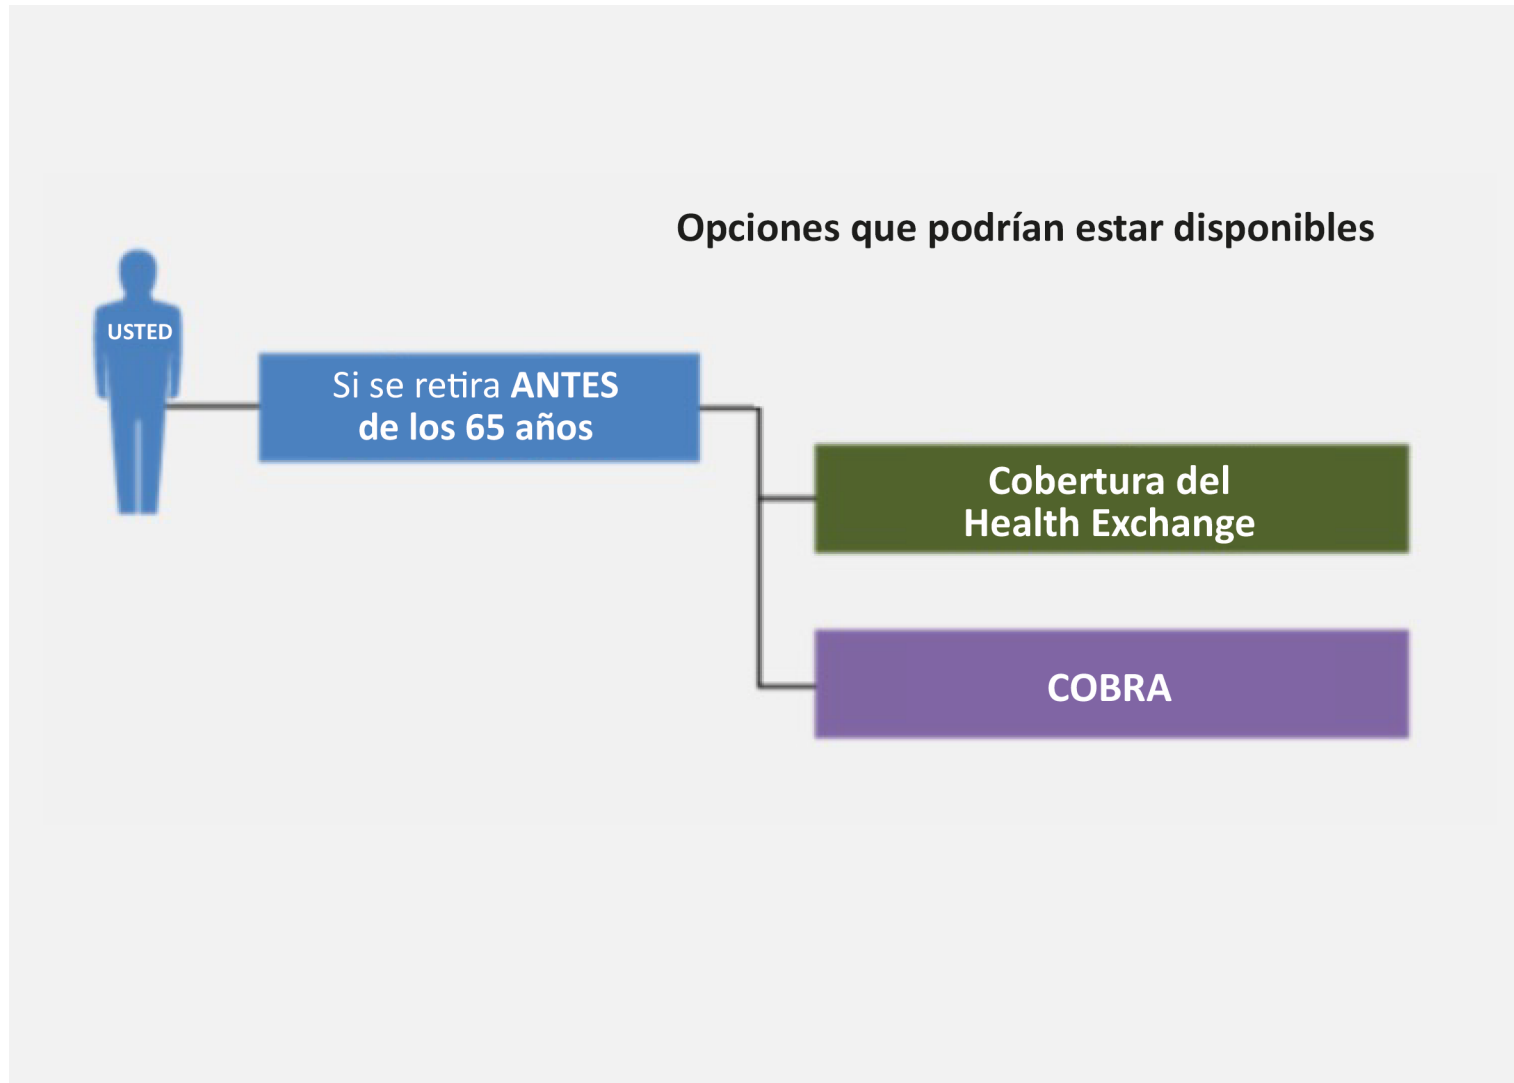 Opciones que podrían estar disponibles
USTED
Si se retira ANTES
de los 65 años
Cobertura del
Health Exchange
COBRA